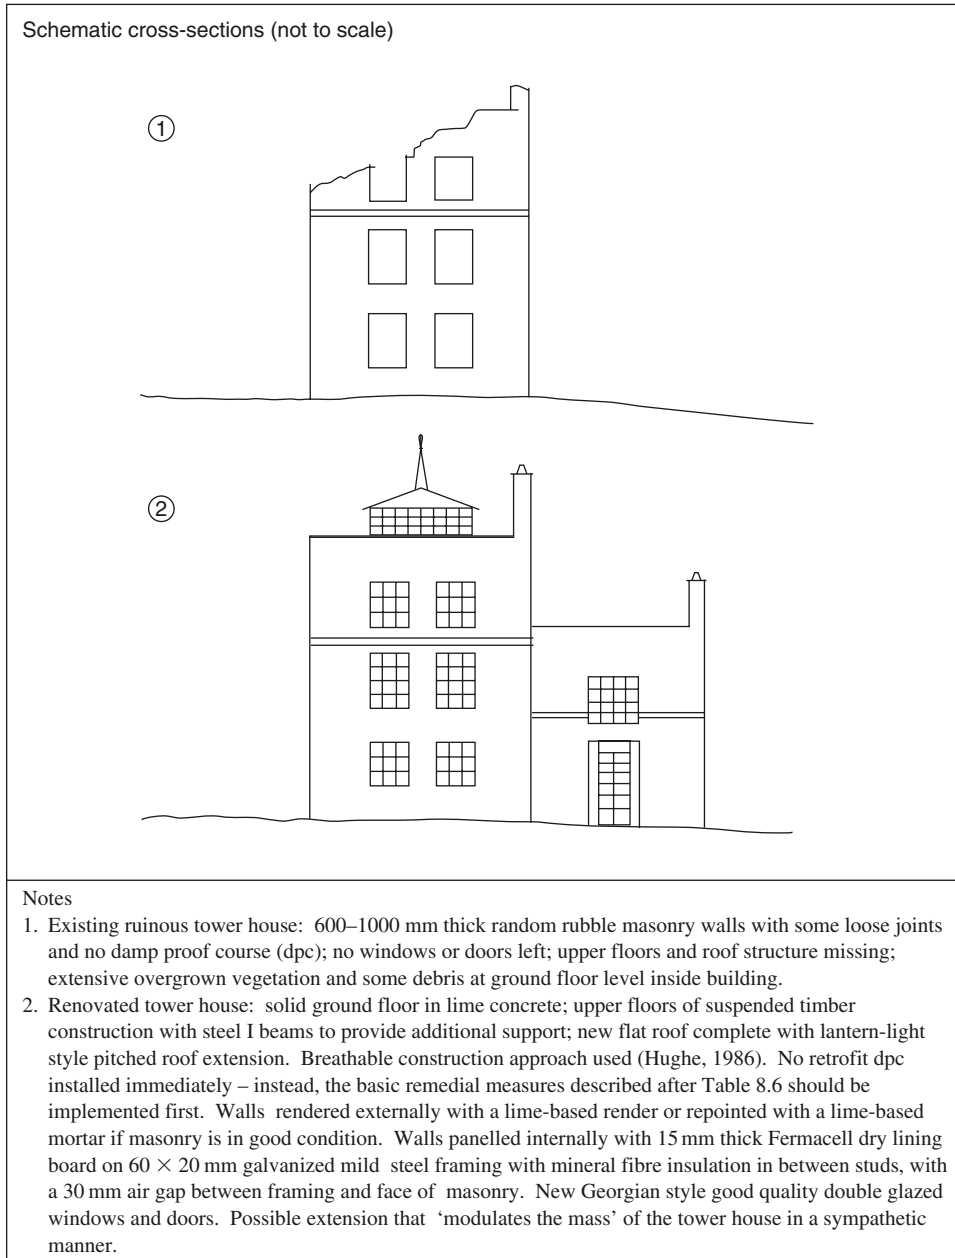 Schematic cross-sections (not to scale)
1
2
Notes
1. Existing ruinous tower house: 600–1000 mm thick random rubble masonry walls with some loose joints
and no damp proof course (dpc); no windows or doors left; upper floors and roof structure missing;
extensive overgrown vegetation and some debris at ground floor level inside building.
2. Renovated tower house: solid ground floor in lime concrete; upper floors of suspended timber
construction with steel I beams to provide additional support; new flat roof complete with lantern-light
style pitched roof extension. Breathable construction approach used (Hughe, 1986). No retrofit dpc
installed immediately – instead, the basic remedial measures described after Table 8.6 should be
implemented first. Walls rendered externally with a lime-based render or repointed with a lime-based
mortar if masonry is in good condition. Walls panelled internally with 15 mm thick Fermacell dry lining
board on 60 × 20 mm galvanized mild steel framing with mineral fibre insulation in between studs, with
a 30 mm air gap between framing and face of masonry. New Georgian style good quality double glazed
windows and doors. Possible extension that ‘modulates the mass’ of the tower house in a sympathetic
manner.